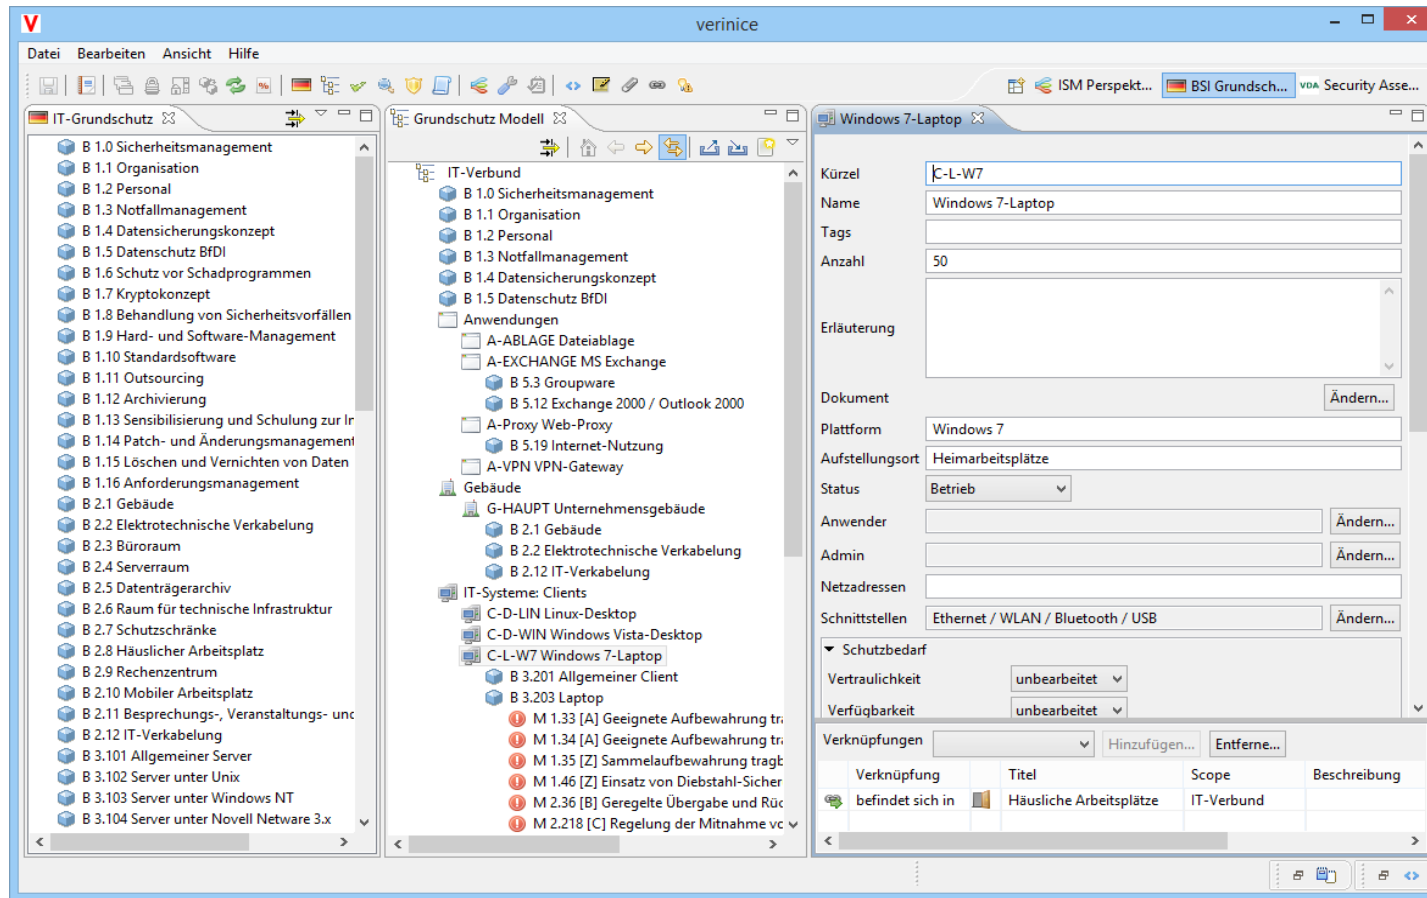 verinice
Datei Bearbeiten Ansicht Hilfe
ISM Perspekt... BSI Grundsch... VDA Security Asse...
IT-Grundschutz
B 1.0 Sicherheitsmanagement
B 1.1 Organisation
B 1.2 Personal
B 1.3 Notfallmanagement
B 1.4 Datensicherungskonzept
B 1.5 Datenschutz BfDI
B 1.6 Schutz vor Schadprogrammen
B 1.7 Kryptokonzept
B 1.8 Behandlung von Sicherheitsvorfällen
B 1.9 Hard- und Software-Management
B 1.10 Standardsoftware
B 1.11 Outsourcing
B 1.12 Archivierung
B 1.13 Sensibilisierung und Schulung zur Ir
B 1.14 Patch- und Änderungsmanagement
B 1.15 Löschen und Vernichten von Daten
B 1.16 Anforderungsmanagement
B 2.1 Gebäude
B 2.2 Elektrotechnische Verkabelung
B 2.3 Büroraum
B 2.4 Serverraum
B 2.5 Datenträgerarchiv
B 2.6 Raum für technische Infrastruktur
B 2.7 Schutzschränke
B 2.8 Häuslicher Arbeitsplatz
B 2.9 Rechenzentrum
B 2.10 Mobiler Arbeitsplatz
B 2.11 Besprechungs-, Veranstaltungs- und
B 2.12 IT-Verkabelung
B 3.101 Allgemeiner Server
B 3.102 Server unter Unix
B 3.103 Server unter Windows NT
B 3.104 Server unter Novell Netware 3.x
Grundschutz Modell
IT-Verbund
B 1.0 Sicherheitsmanagement
B 1.1 Organisation
B 1.2 Personal
B 1.3 Notfallmanagement
B 1.4 Datensicherungskonzept
B 1.5 Datenschutz BfDI
Anwendungen
A-ABLAGE Dateiablage
A-EXCHANGE MS Exchange
B 5.3 Groupware
B 5.12 Exchange 2000 / Outlook 2000
A-Proxy Web-Proxy
B 5.19 Internet-Nutzung
A-VPN VPN-Gateway
Gebäude
G-HAUPT Unternehmensgebäude
B 2.1 Gebäude
B 2.2 Elektrotechnische Verkabelung
B 2.12 IT-Verkabelung
IT-Systeme: Clients
C-D-LIN Linux-Desktop
C-D-WIN Windows Vista-Desktop
C-L-W7 Windows 7-Laptop
B 3.201 Allgemeiner Client
B 3.203 Laptop
M 1.33 [A] Geeignete Aufbewahrung tra
M 1.34 [A] Geeignete Aufbewahrung tra
M 1.35 [Z] Sammelaufbewahrung tragb
M 1.46 [Z] Einsatz von Diebstahl-Sicher
M 2.36 [B] Geregelte Übergabe und Rüc
M 2.218 [C] Regelung der Mitnahme vo
Windows 7-Laptop
Kürzel C-L-W7
Name Windows 7-Laptop
Tags
Anzahl 50
Erläuterung
Dokument Ändern...
Plattform Windows 7
Aufstellungsort Heimarbeitsplätze
Status Betrieb
Anwender Ändern...
Admin Ändern...
Netzadressen
Schnittstellen Ethernet / WLAN / Bluetooth / USB Ändern...
Schutzbedarf
Vertraulichkeit unbearbeitet
Verfügbarkeit unbearbeitet
Verknüpfungen Hinzufügen... Entferne...
Verknüpfung Titel Scope Beschreibung
befindet sich in Häusliche Arbeitsplätze IT-Verbund